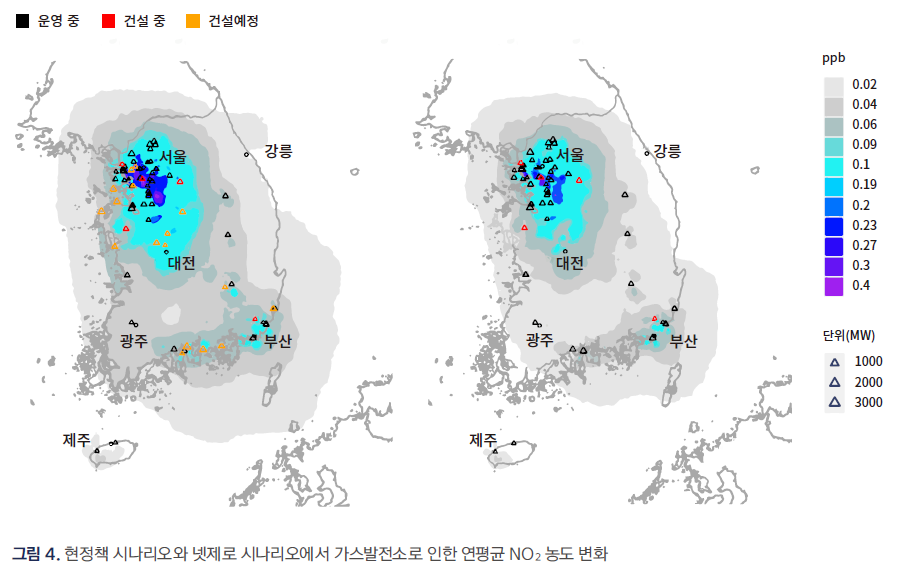 운영 중 건설 중 건설예정
ppb
0.02
0.04
0.06
0.09
0.1
0.19
0.2
0.23
0.27
0.3
0.4
단위(MW)
1000
2000
3000
서울
강릉
대전
광주
부산
제주
서울
강릉
대전
광주
부산
제주
그림 4. 현정책 시나리오와 넷제로 시나리오에서 가스발전소로 인한 연평균 NO₂ 농도 변화